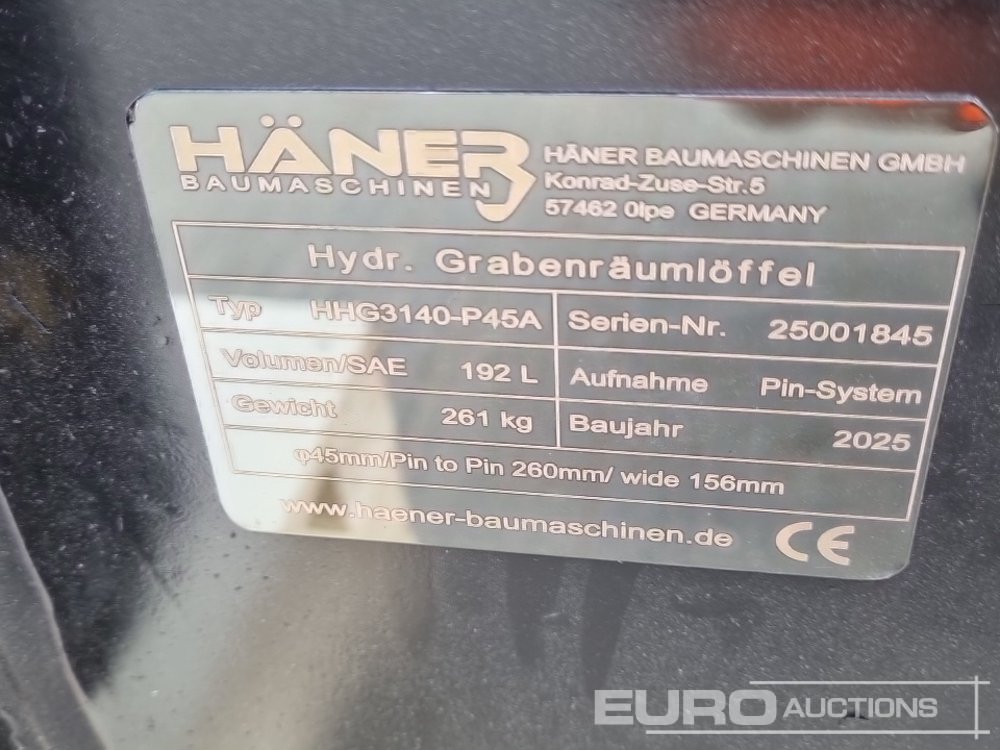 HÄNER
BAUMASCHINEN
HÄNER BAUMASCHINEN GMBH
Konrad-Zuse-Str.5
57462 Olpe GERMANY
Hydr. Grabenräumlöffel
Typ HHG3140-P45A Serien-Nr. 25001845
Volumen/SAE 192 L Aufnahme Pin-System
Gewicht 261 kg Baujahr 2025
φ45mm/Pin to Pin 260mm/ wide 156mm
www.haener-baumaschinen.de CE
EURO AUCTIONS